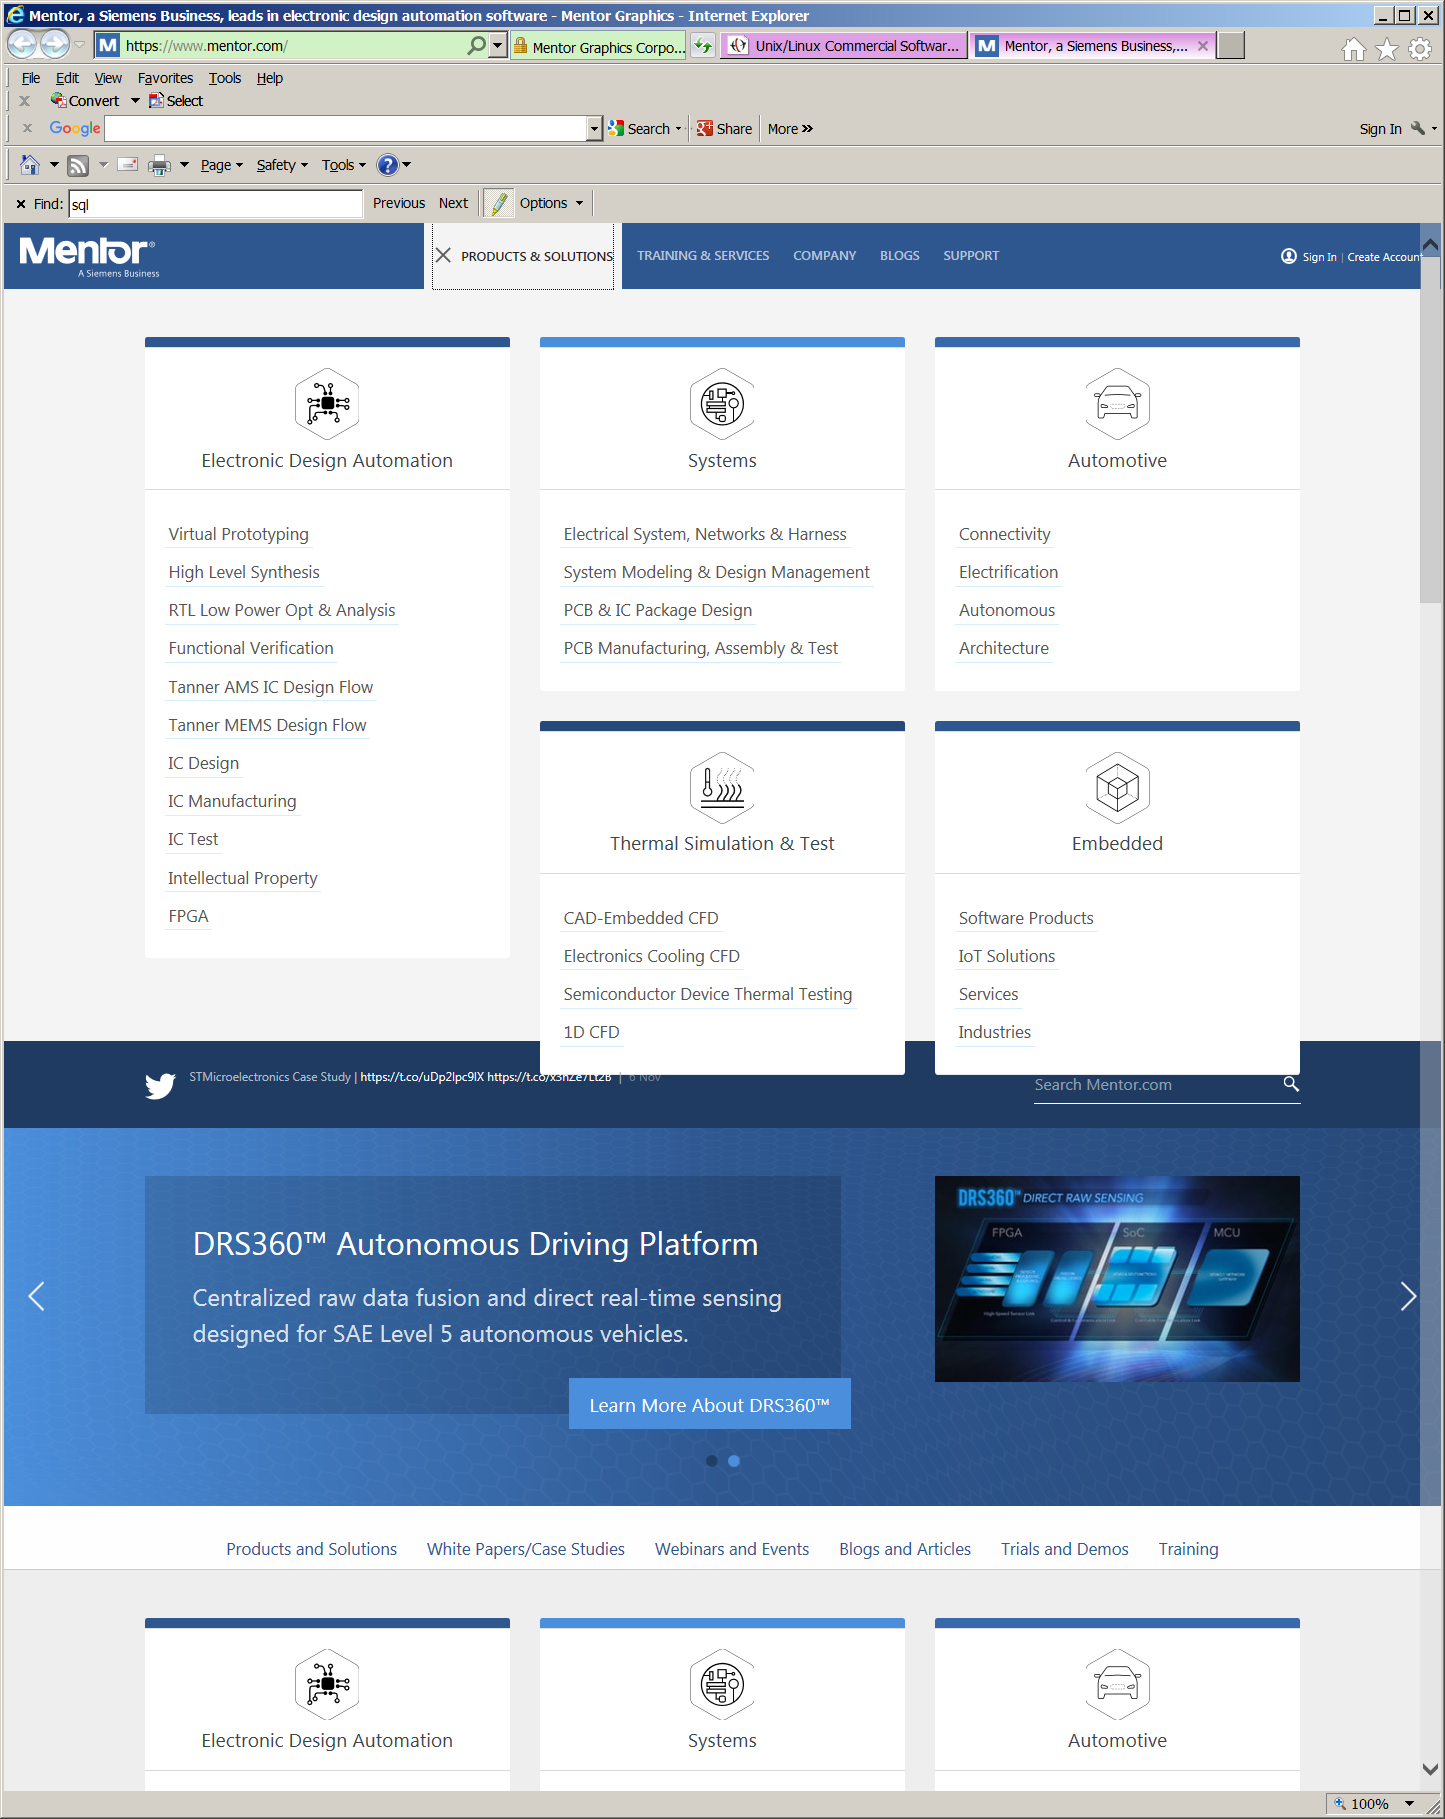 Mentor, a Siemens Business, leads in electronic design automation software - Mentor Graphics - Internet Explorer
https://www.mentor.com/
Mentor Graphics Corpo...
Unix/Linux Commercial Softwar...
Mentor, a Siemens Business,...
File Edit View Favorites Tools Help
Convert Select
Google Search Share More » Sign In
Page Safety Tools
Find: sql Previous Next Options
Mentor®
A Siemens Business
PRODUCTS & SOLUTIONS TRAINING & SERVICES COMPANY BLOGS SUPPORT
Sign In | Create Account
Electronic Design Automation
Virtual Prototyping
High Level Synthesis
RTL Low Power Opt & Analysis
Functional Verification
Tanner AMS IC Design Flow
Tanner MEMS Design Flow
IC Design
IC Manufacturing
IC Test
Intellectual Property
FPGA
Systems
Electrical System, Networks & Harness
System Modeling & Design Management
PCB & IC Package Design
PCB Manufacturing, Assembly & Test
Automotive
Connectivity
Electrification
Autonomous
Architecture
Thermal Simulation & Test
CAD-Embedded CFD
Electronics Cooling CFD
Semiconductor Device Thermal Testing
1D CFD
Embedded
Software Products
IoT Solutions
Services
Industries
STMicroelectronics Case Study | https://t.co/uDp2lpc9lX https://t.co/x3hZe7Lt2B | 6 Nov
Search Mentor.com
DRS360™ Autonomous Driving Platform
Centralized raw data fusion and direct real-time sensing
designed for SAE Level 5 autonomous vehicles.
Learn More About DRS360™
DRS360™ DIRECT RAW SENSING
FPGA SoC MCU
Products and Solutions White Papers/Case Studies Webinars and Events Blogs and Articles Trials and Demos Training
Electronic Design Automation
Systems
Automotive
100%